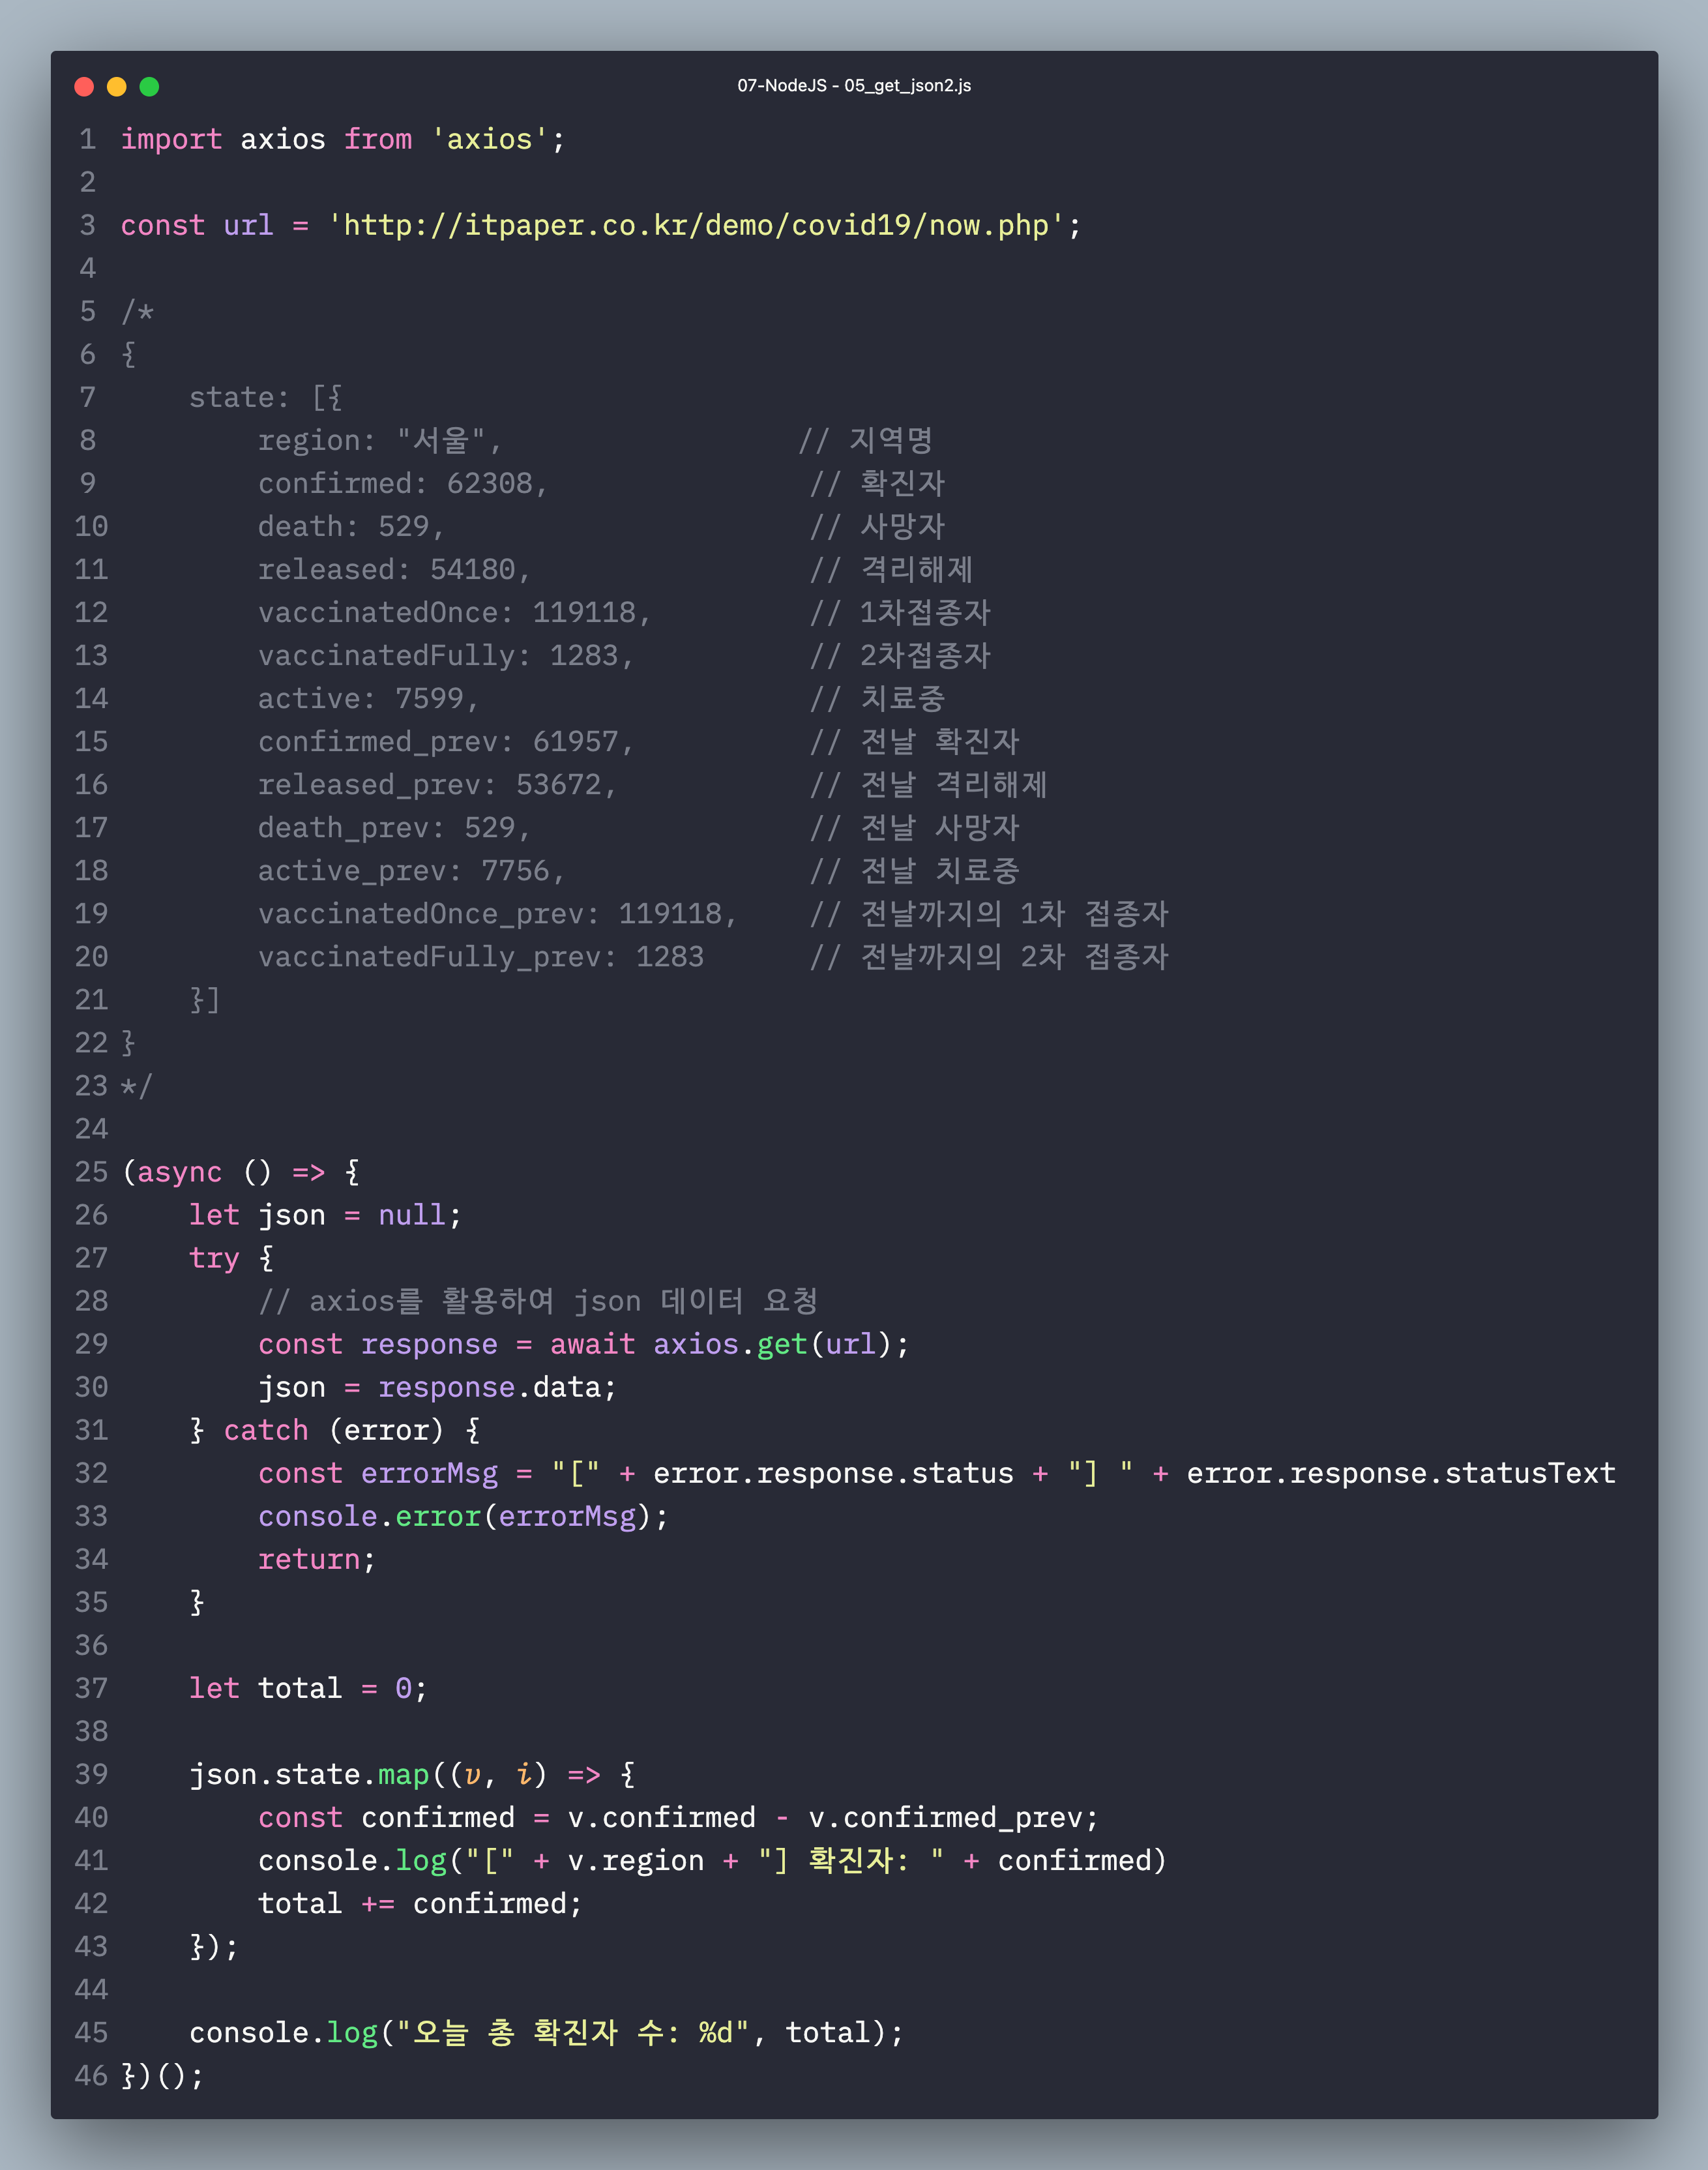 07-NodeJS - 05_get_json2.js
1 import axios from 'axios';
2
3 const url = 'http://itpaper.co.kr/demo/covid19/now.php';
4
5 /*
6 {
7     state: [{
8         region: "서울",                 // 지역명
9         confirmed: 62308,               // 확진자
10         death: 529,                     // 사망자
11         released: 54180,                // 격리해제
12         vaccinatedOnce: 119118,         // 1차접종자
13         vaccinatedFully: 1283,          // 2차접종자
14         active: 7599,                   // 치료중
15         confirmed_prev: 61957,          // 전날 확진자
16         released_prev: 53672,           // 전날 격리해제
17         death_prev: 529,                // 전날 사망자
18         active_prev: 7756,              // 전날 치료중
19         vaccinatedOnce_prev: 119118,    // 전날까지의 1차 접종자
20         vaccinatedFully_prev: 1283      // 전날까지의 2차 접종자
21     }]
22 }
23 */
24
25 (async () => {
26     let json = null;
27     try {
28         // axios를 활용하여 json 데이터 요청
29         const response = await axios.get(url);
30         json = response.data;
31     } catch (error) {
32         const errorMsg = "[" + error.response.status + "] " + error.response.statusText
33         console.error(errorMsg);
34         return;
35     }
36
37     let total = 0;
38
39     json.state.map((v, i) => {
40         const confirmed = v.confirmed - v.confirmed_prev;
41         console.log("[" + v.region + "] 확진자: " + confirmed)
42         total += confirmed;
43     });
44
45     console.log("오늘 총 확진자 수: %d", total);
46 })();